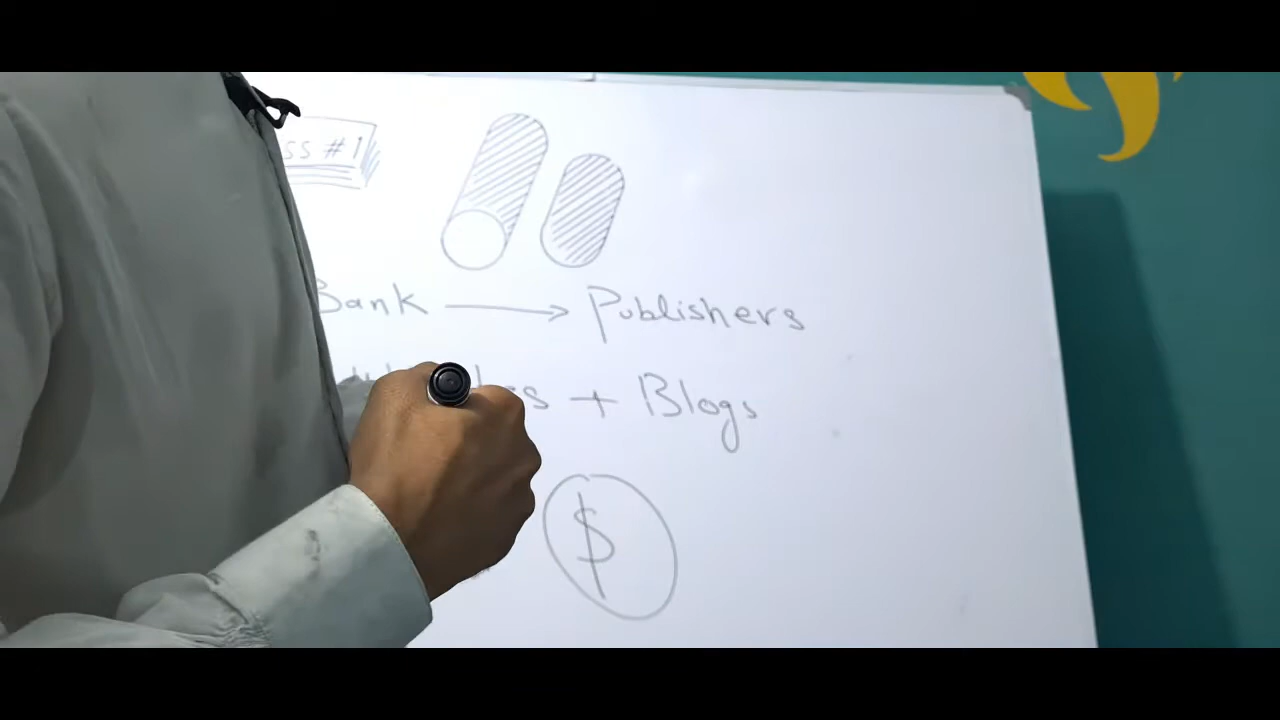 ss #1
Bank → Publishers
+ Blogs
$